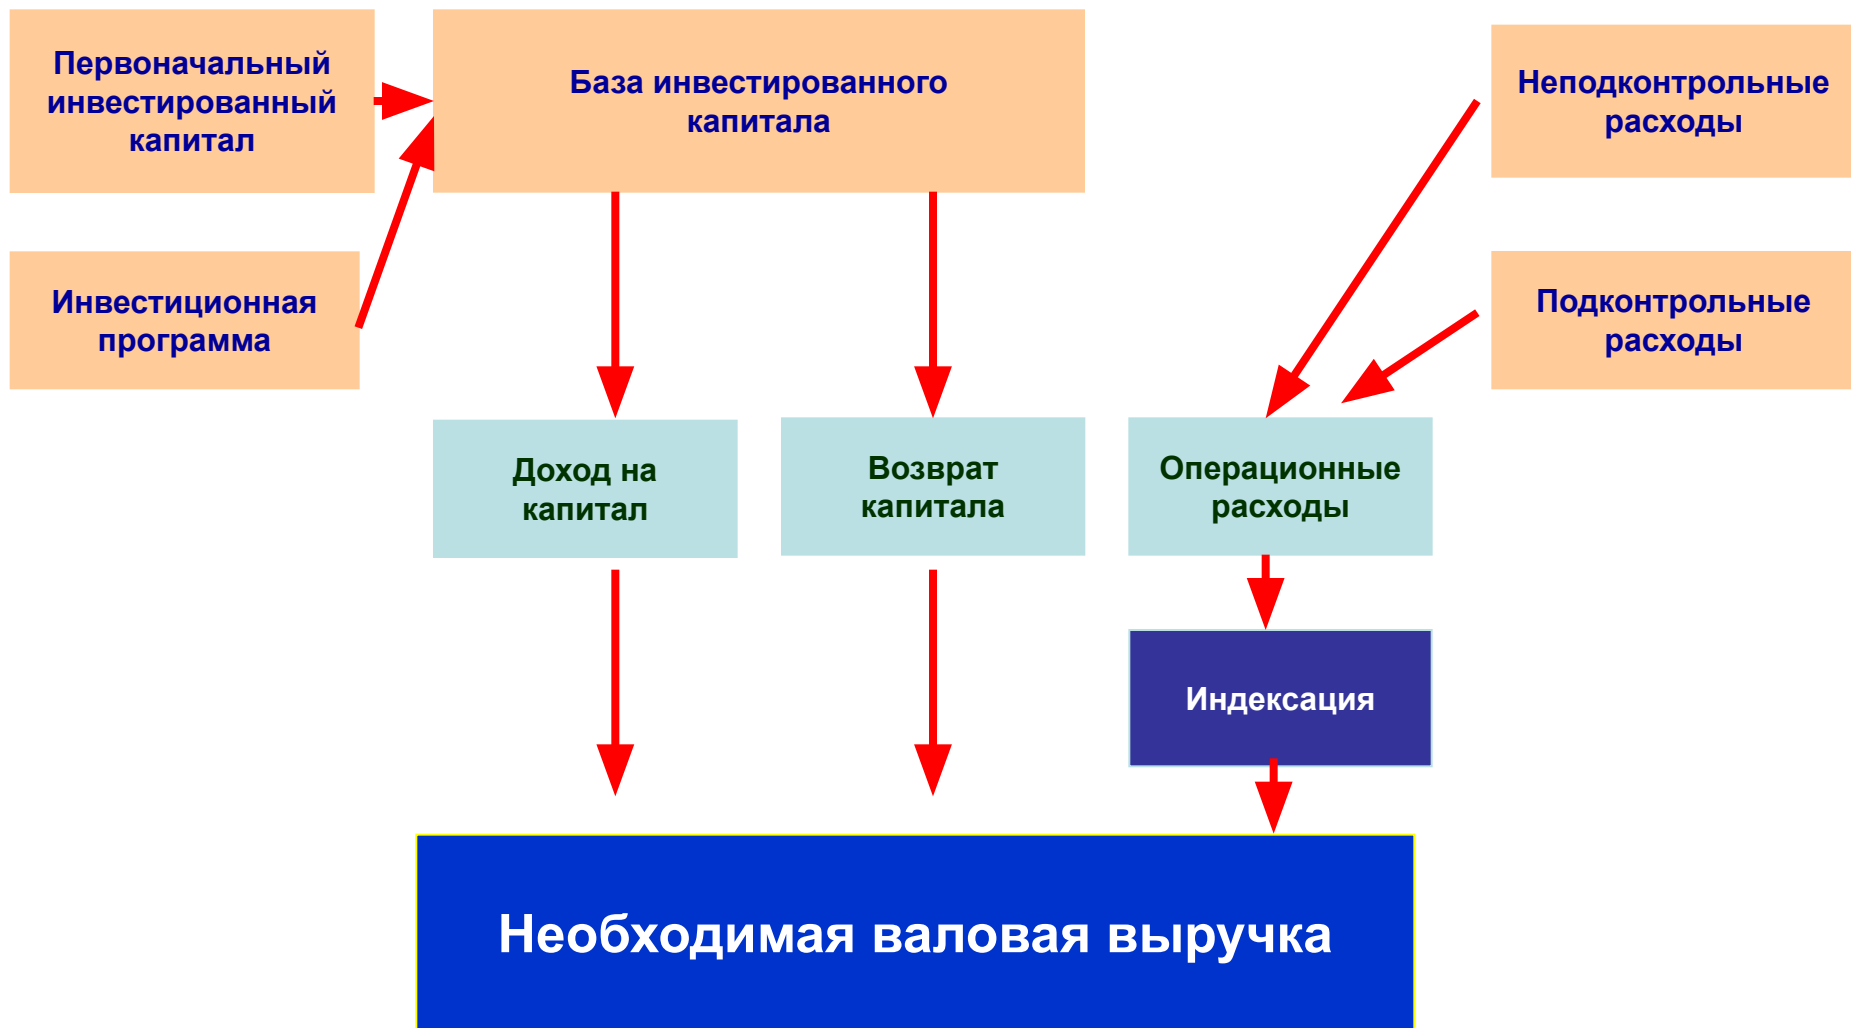 Первоначальный
инвестированный
капитал
База инвестированного
капитала
Неподконтрольные
расходы
Инвестиционная
программа
Подконтрольные
расходы
Доход на
капитал
Возврат
капитала
Операционные
расходы
Индексация
Необходимая валовая выручка